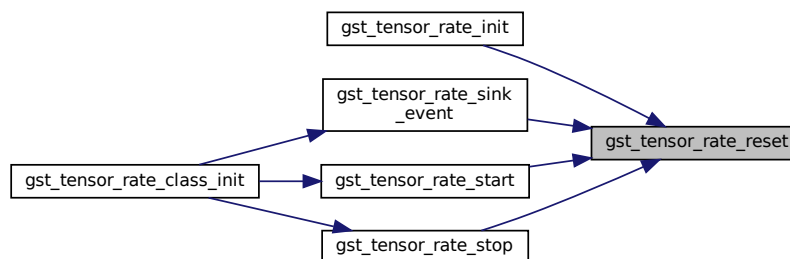 gst_tensor_rate_init
gst_tensor_rate_sink
_event
gst_tensor_rate_reset
gst_tensor_rate_class_init
gst_tensor_rate_start
gst_tensor_rate_stop